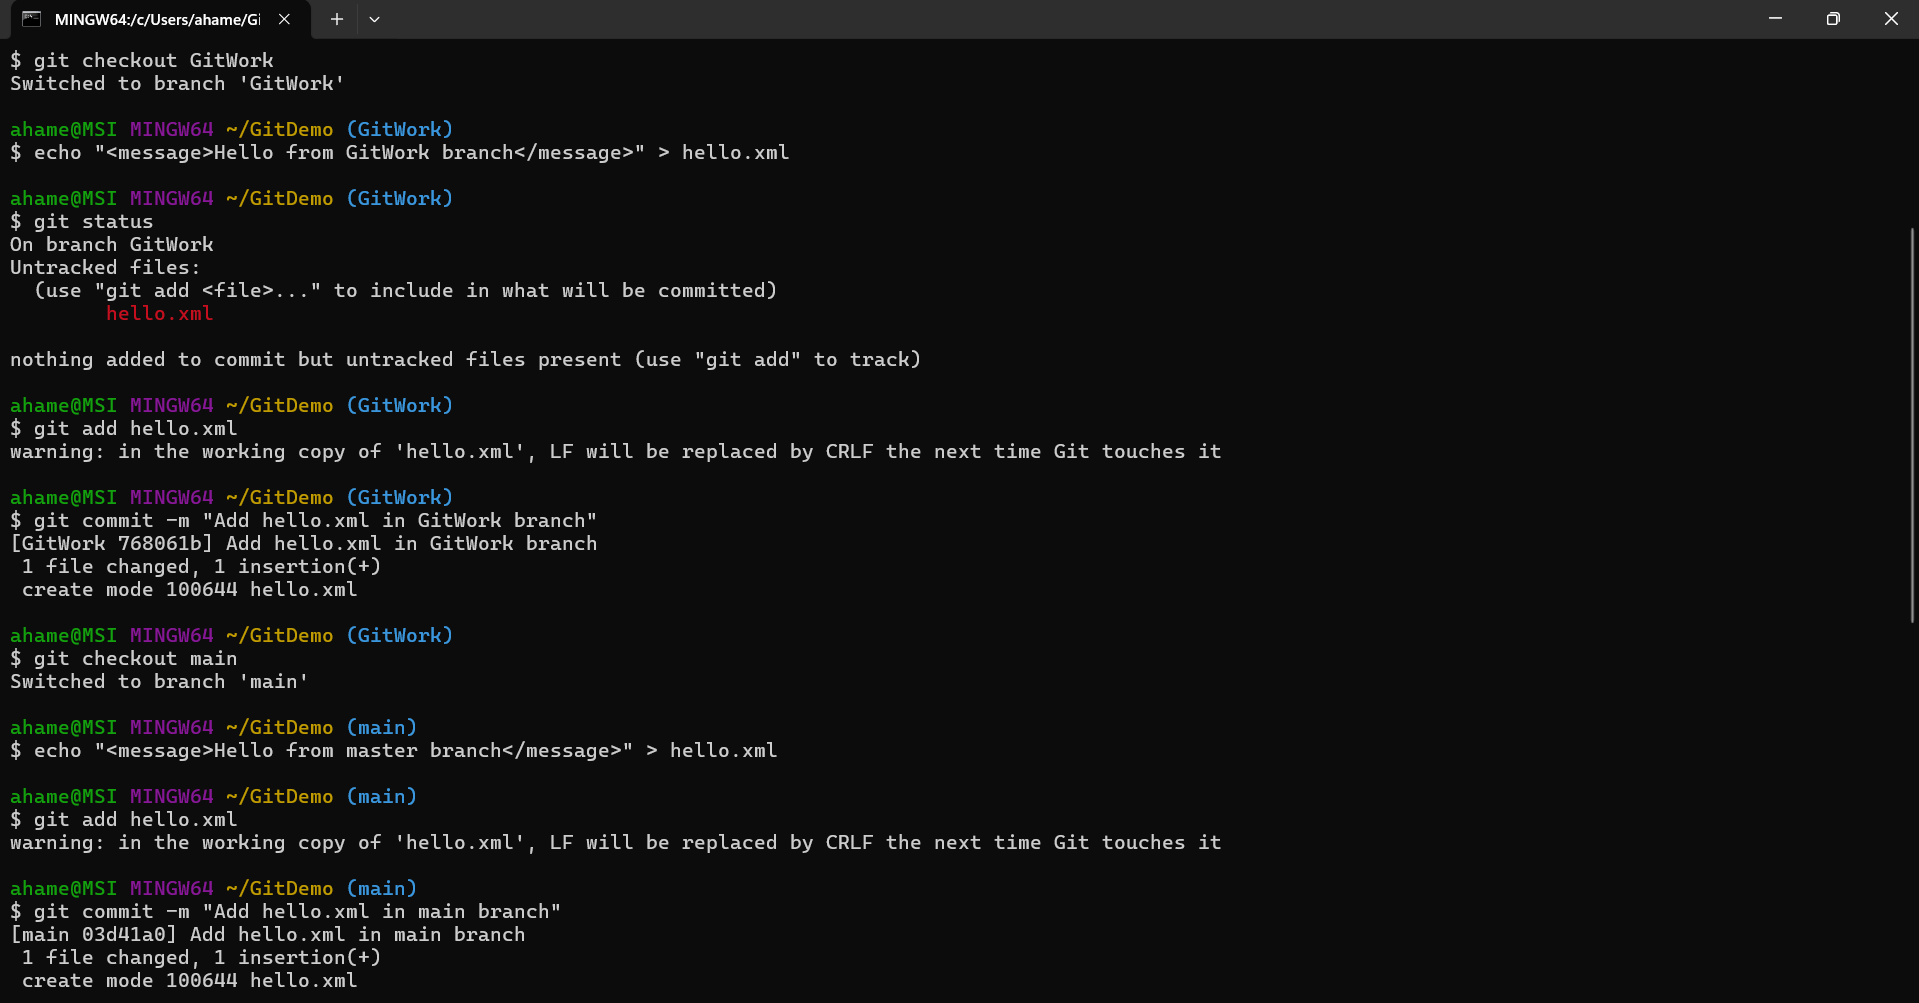 MINGW64:/c/Users/ahame/Gi
$ git checkout GitWork
Switched to branch 'GitWork'
ahame@MSI MINGW64 ~/GitDemo (GitWork)
$ echo "<message>Hello from GitWork branch</message>" > hello.xml
ahame@MSI MINGW64 ~/GitDemo (GitWork)
$ git status
On branch GitWork
Untracked files:
  (use "git add <file>..." to include in what will be committed)
        hello.xml
nothing added to commit but untracked files present (use "git add" to track)
ahame@MSI MINGW64 ~/GitDemo (GitWork)
$ git add hello.xml
warning: in the working copy of 'hello.xml', LF will be replaced by CRLF the next time Git touches it
ahame@MSI MINGW64 ~/GitDemo (GitWork)
$ git commit -m "Add hello.xml in GitWork branch"
[GitWork 768061b] Add hello.xml in GitWork branch
 1 file changed, 1 insertion(+)
 create mode 100644 hello.xml
ahame@MSI MINGW64 ~/GitDemo (GitWork)
$ git checkout main
Switched to branch 'main'
ahame@MSI MINGW64 ~/GitDemo (main)
$ echo "<message>Hello from master branch</message>" > hello.xml
ahame@MSI MINGW64 ~/GitDemo (main)
$ git add hello.xml
warning: in the working copy of 'hello.xml', LF will be replaced by CRLF the next time Git touches it
ahame@MSI MINGW64 ~/GitDemo (main)
$ git commit -m "Add hello.xml in main branch"
[main 03d41a0] Add hello.xml in main branch
 1 file changed, 1 insertion(+)
 create mode 100644 hello.xml